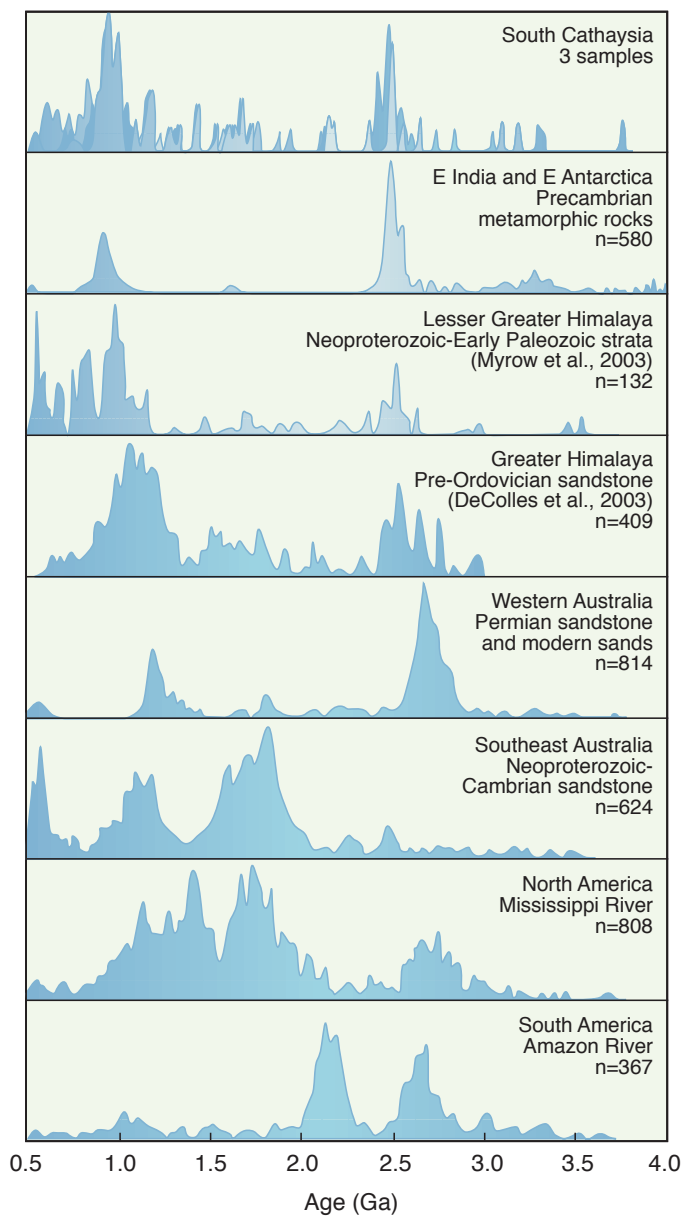 South Cathaysia
3 samples
E India and E Antarctica
Precambrian
metamorphic rocks
n=580
Lesser Greater Himalaya
Neoproterozoic-Early Paleozoic strata
(Myrow et al., 2003)
n=132
Greater Himalaya
Pre-Ordovician sandstone
(DeColles et al., 2003)
n=409
Western Australia
Permian sandstone
and modern sands
n=814
Southeast Australia
Neoproterozoic-
Cambrian sandstone
n=624
North America
Mississippi River
n=808
South America
Amazon River
n=367
0.5 1.0 1.5 2.0 2.5 3.0 3.5 4.0
Age (Ga)